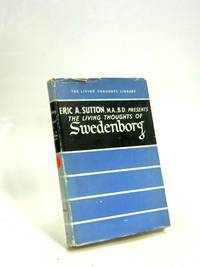 THE LIVING THOUGHTS LIBRARY
ERIC A. SUTTON, M.A., B.D. PRESENTS
THE LIVING THOUGHTS OF
Swedenborg